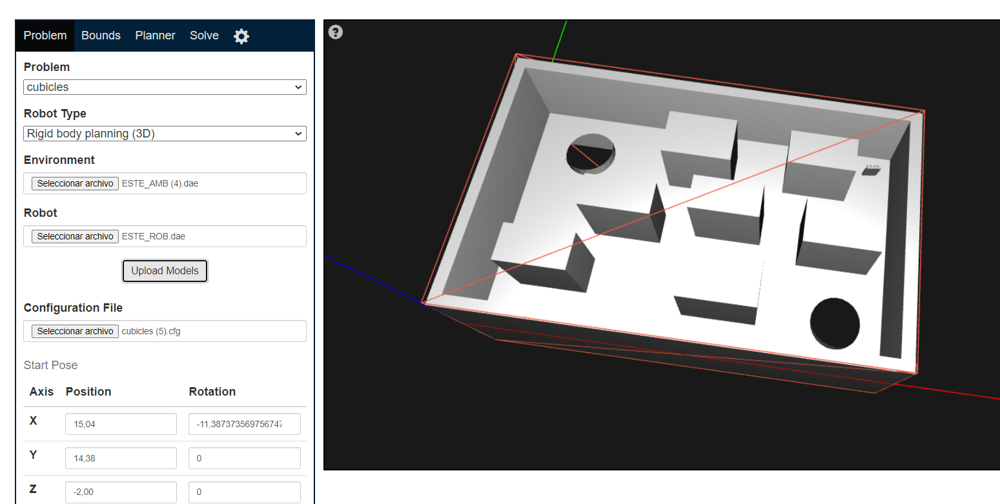 Problem Bounds Planner Solve
?
Problem
cubicles
Robot Type
Rigid body planning (3D)
Environment
Seleccionar archivo ESTE_AMB (4).dae
Robot
Seleccionar archivo ESTE_ROB.dae
Upload Models
Configuration File
Seleccionar archivo cubicles (5).cfg
Start Pose
Axis Position Rotation
X 15,04 -11,387373569756747
Y 14,38 0
Z -2,00 0